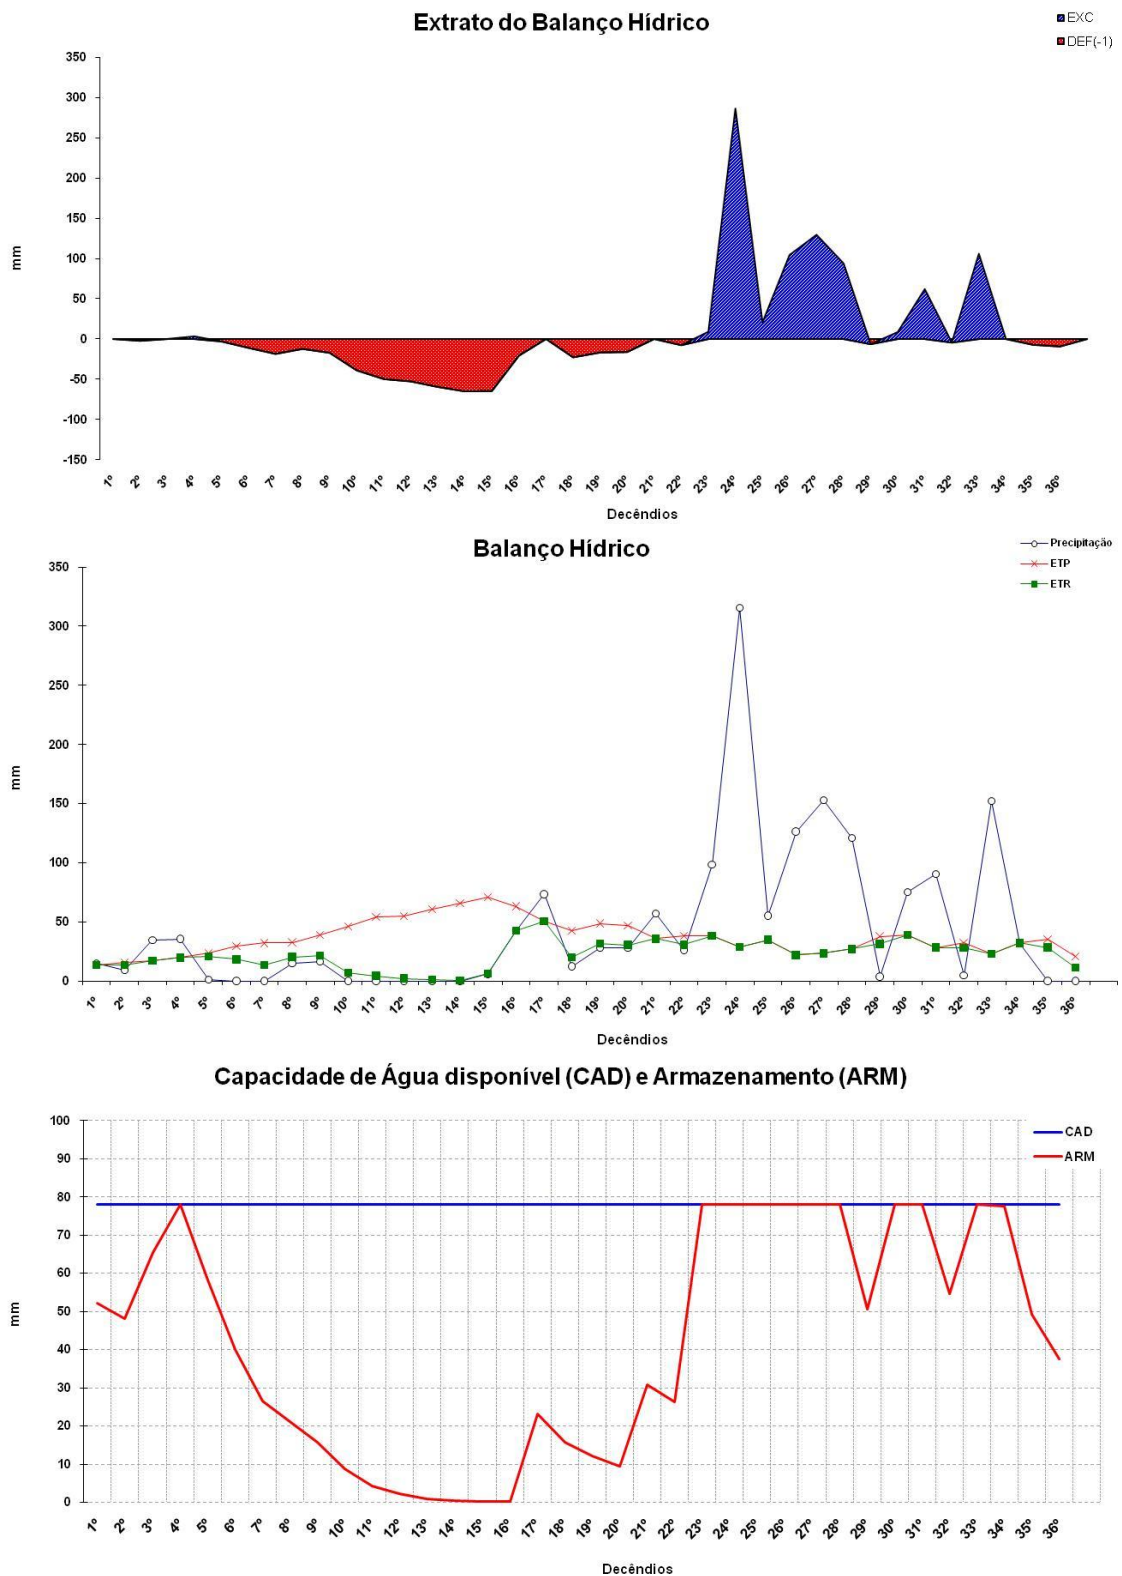 Extrato do Balanço Hídrico
EXC
DEF(-1)
350
300
250
200
150
100
50
0
-50
-100
-150
mm
1º 2º 3º 4º 5º 6º 7º 8º 9º 10º 11º 12º 13º 14º 15º 16º 17º 18º 19º 20º 21º 22º 23º 24º 25º 26º 27º 28º 29º 30º 31º 32º 33º 34º 35º 36º
Decêndios
Balanço Hídrico
Precipitação
ETP
ETR
350
300
250
200
150
100
50
0
mm
1º 2º 3º 4º 5º 6º 7º 8º 9º 10º 11º 12º 13º 14º 15º 16º 17º 18º 19º 20º 21º 22º 23º 24º 25º 26º 27º 28º 29º 30º 31º 32º 33º 34º 35º 36º
Decêndios
Capacidade de Água disponível (CAD) e Armazenamento (ARM)
CAD
ARM
100
90
80
70
60
50
40
30
20
10
0
mm
1º 2º 3º 4º 5º 6º 7º 8º 9º 10º 11º 12º 13º 14º 15º 16º 17º 18º 19º 20º 21º 22º 23º 24º 25º 26º 27º 28º 29º 30º 31º 32º 33º 34º 35º 36º
Decêndios